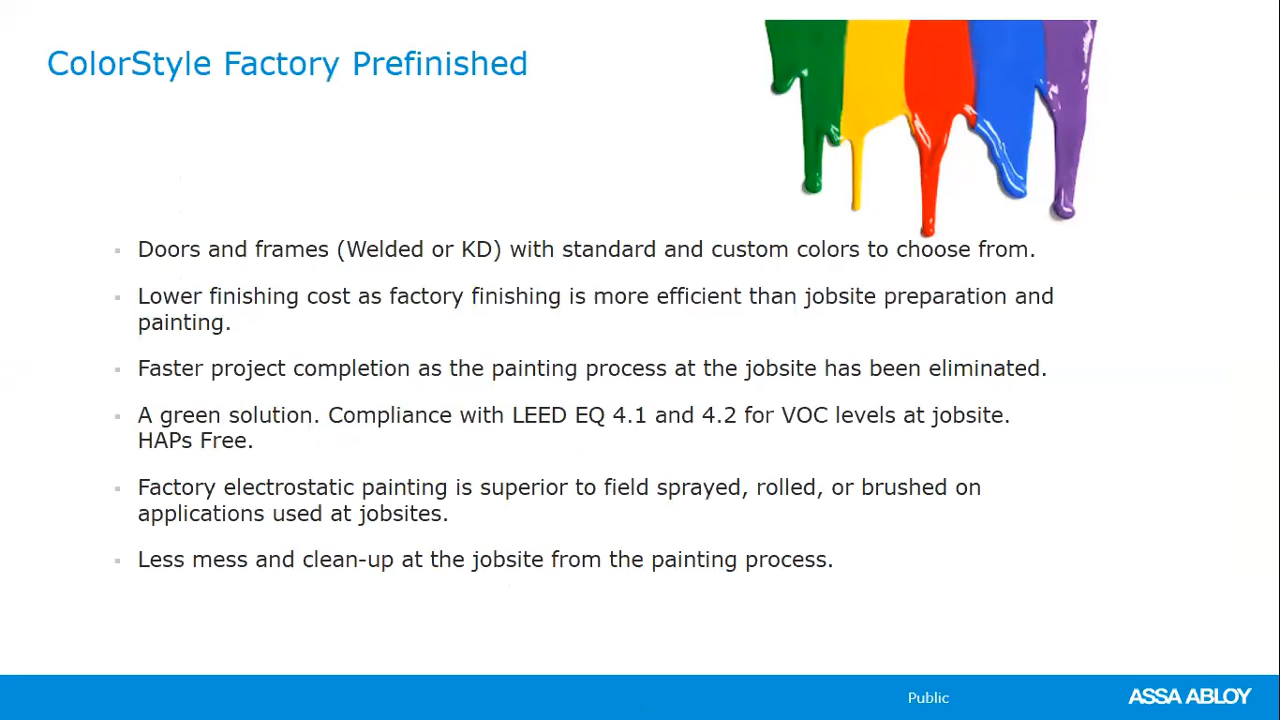 ColorStyle Factory Prefinished
▪ Doors and frames (Welded or KD) with standard and custom colors to choose from.
▪ Lower finishing cost as factory finishing is more efficient than jobsite preparation and
painting.
▪ Faster project completion as the painting process at the jobsite has been eliminated.
▪ A green solution. Compliance with LEED EQ 4.1 and 4.2 for VOC levels at jobsite.
HAPs Free.
▪ Factory electrostatic painting is superior to field sprayed, rolled, or brushed on
applications used at jobsites.
▪ Less mess and clean-up at the jobsite from the painting process.
Public
ASSA ABLOY